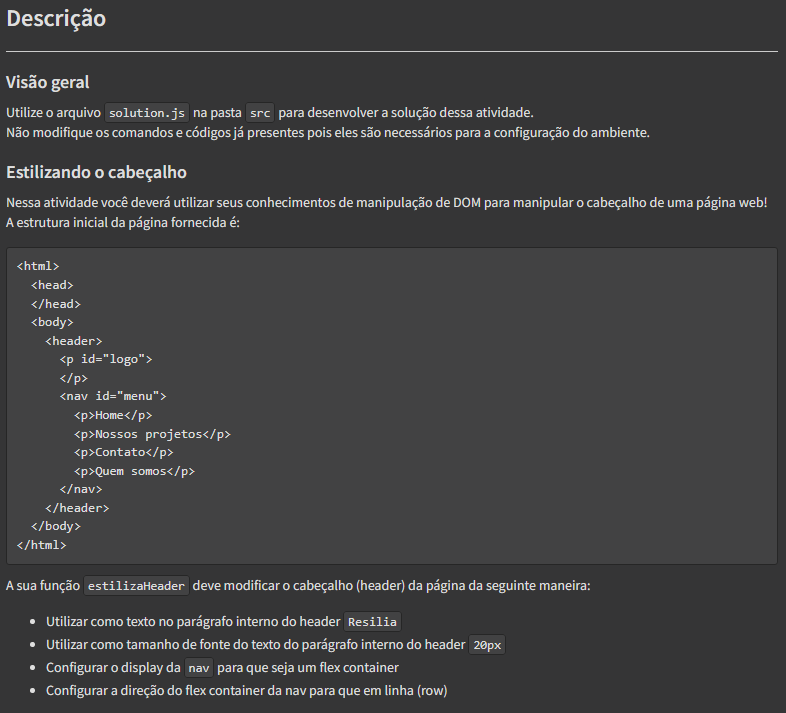 Descrição
Visão geral
Utilize o arquivo solution.js na pasta src para desenvolver a solução dessa atividade.
Não modifique os comandos e códigos já presentes pois eles são necessários para a configuração do ambiente.
Estilizando o cabeçalho
Nessa atividade você deverá utilizar seus conhecimentos de manipulação de DOM para manipular o cabeçalho de uma página web!
A estrutura inicial da página fornecida é:
<html>
  <head>
  </head>
  <body>
    <header>
      <p id="logo">
      </p>
      <nav id="menu">
        <p>Home</p>
        <p>Nossos projetos</p>
        <p>Contato</p>
        <p>Quem somos</p>
      </nav>
    </header>
  </body>
</html>
A sua função estilizaHeader deve modificar o cabeçalho (header) da página da seguinte maneira:
• Utilizar como texto no parágrafo interno do header Resilia
• Utilizar como tamanho de fonte do texto do parágrafo interno do header 20px
• Configurar o display da nav para que seja um flex container
• Configurar a direção do flex container da nav para que em linha (row)